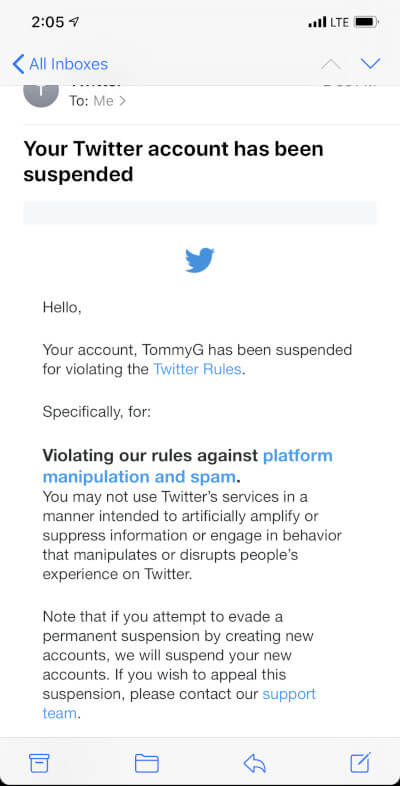 2:05
LTE
All Inboxes
To: Me
Your Twitter account has been
suspended
Hello,
Your account, TommyG has been suspended
for violating the Twitter Rules.
Specifically, for:
Violating our rules against platform
manipulation and spam.
You may not use Twitter’s services in a
manner intended to artificially amplify or
suppress information or engage in behavior
that manipulates or disrupts people’s
experience on Twitter.
Note that if you attempt to evade a
permanent suspension by creating new
accounts, we will suspend your new
accounts. If you wish to appeal this
suspension, please contact our support
team.